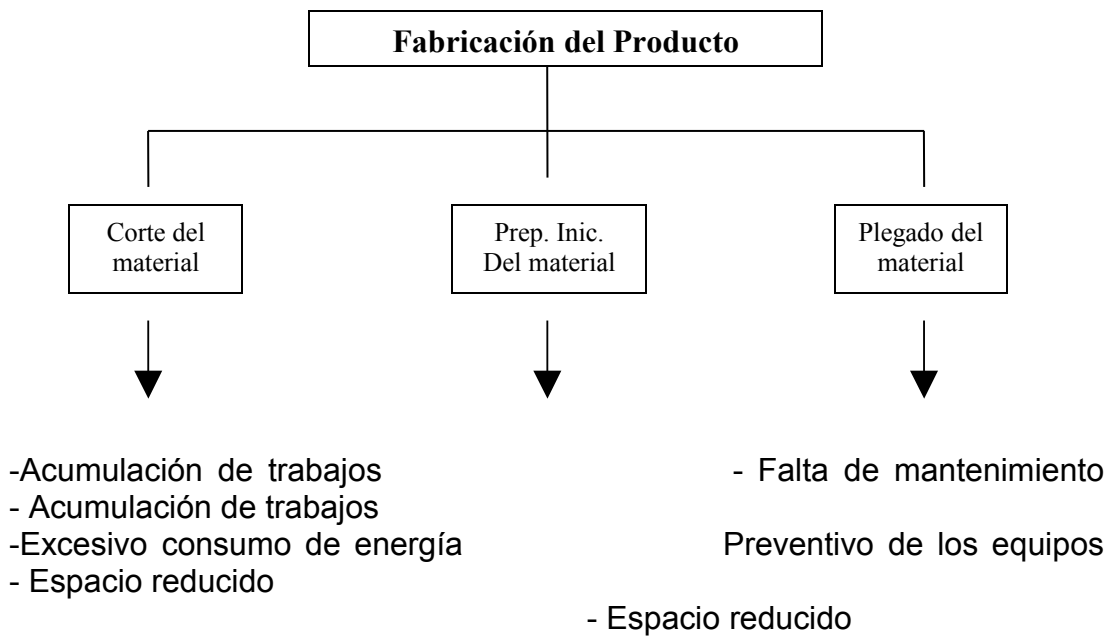 Fabricación del Producto
Corte del
material
Prep. Inic.
Del material
Plegado del
material
-Acumulación de trabajos - Falta de mantenimiento
- Acumulación de trabajos
-Excesivo consumo de energía Preventivo de los equipos
- Espacio reducido
- Espacio reducido